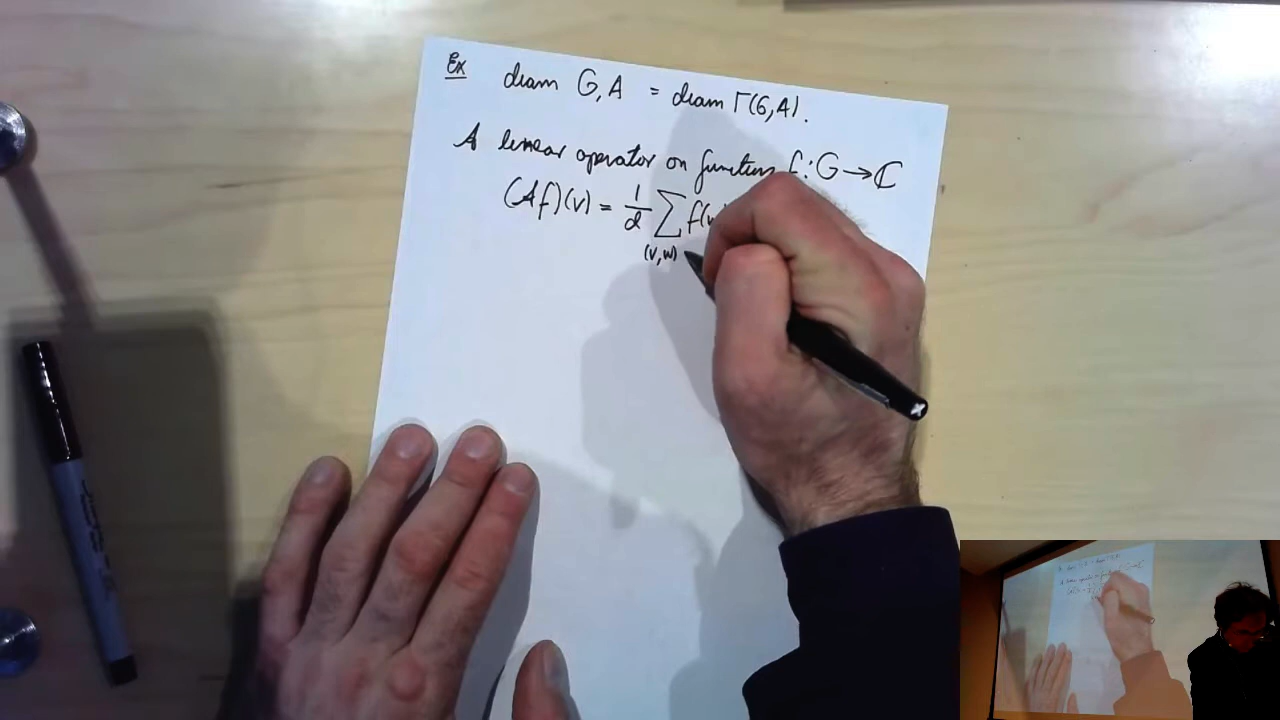 Ex diam G, A = diam Γ(G,A).
𝒜 linear operator on functions f: G → ℂ
(𝒜f)(v) = 1/d ∑ f(w
(v,w)